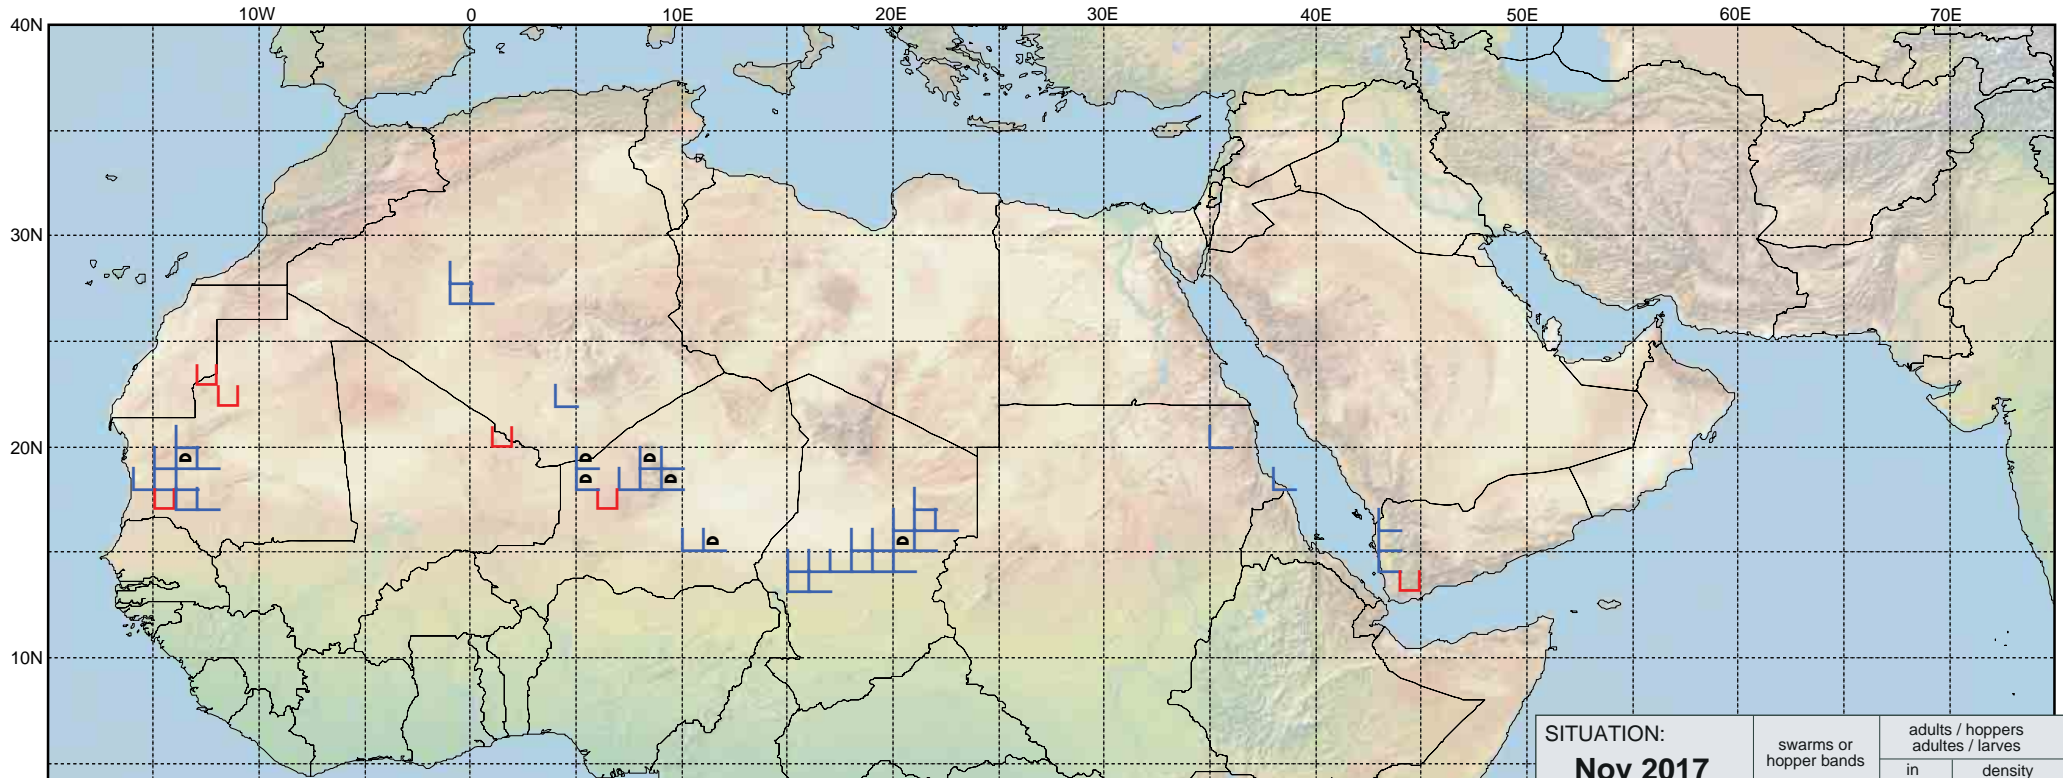 10W 0 10E 20E 30E 40E 50E 60E 70E
40N
30N
20N
10N
D
D
D
D
D
D
D
SITUATION:
Nov 2017
swarms or
hopper bands
adults / hoppers
adultes / larves
in
density